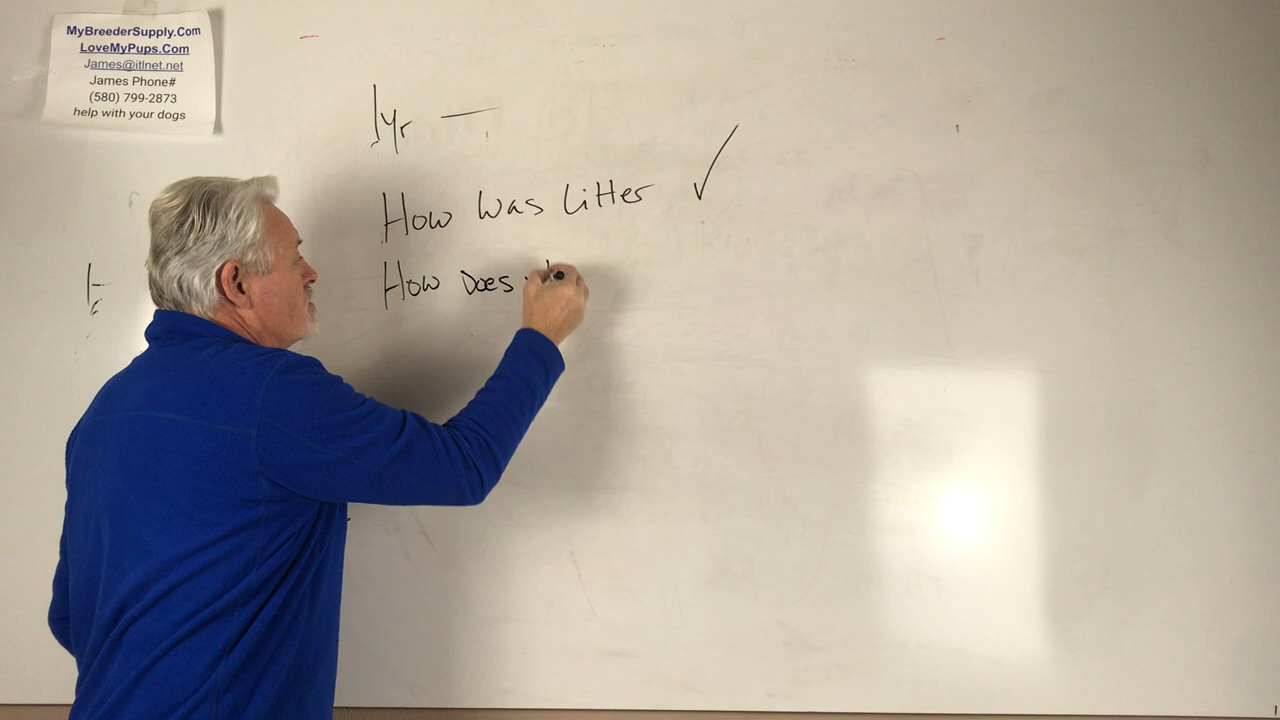 MyBreederSupply.Com
LoveMyPups.Com
James@itlnet.net
James Phone#
(580) 799-2873
help with your dogs
1yr —
How was litter ✓
How Does